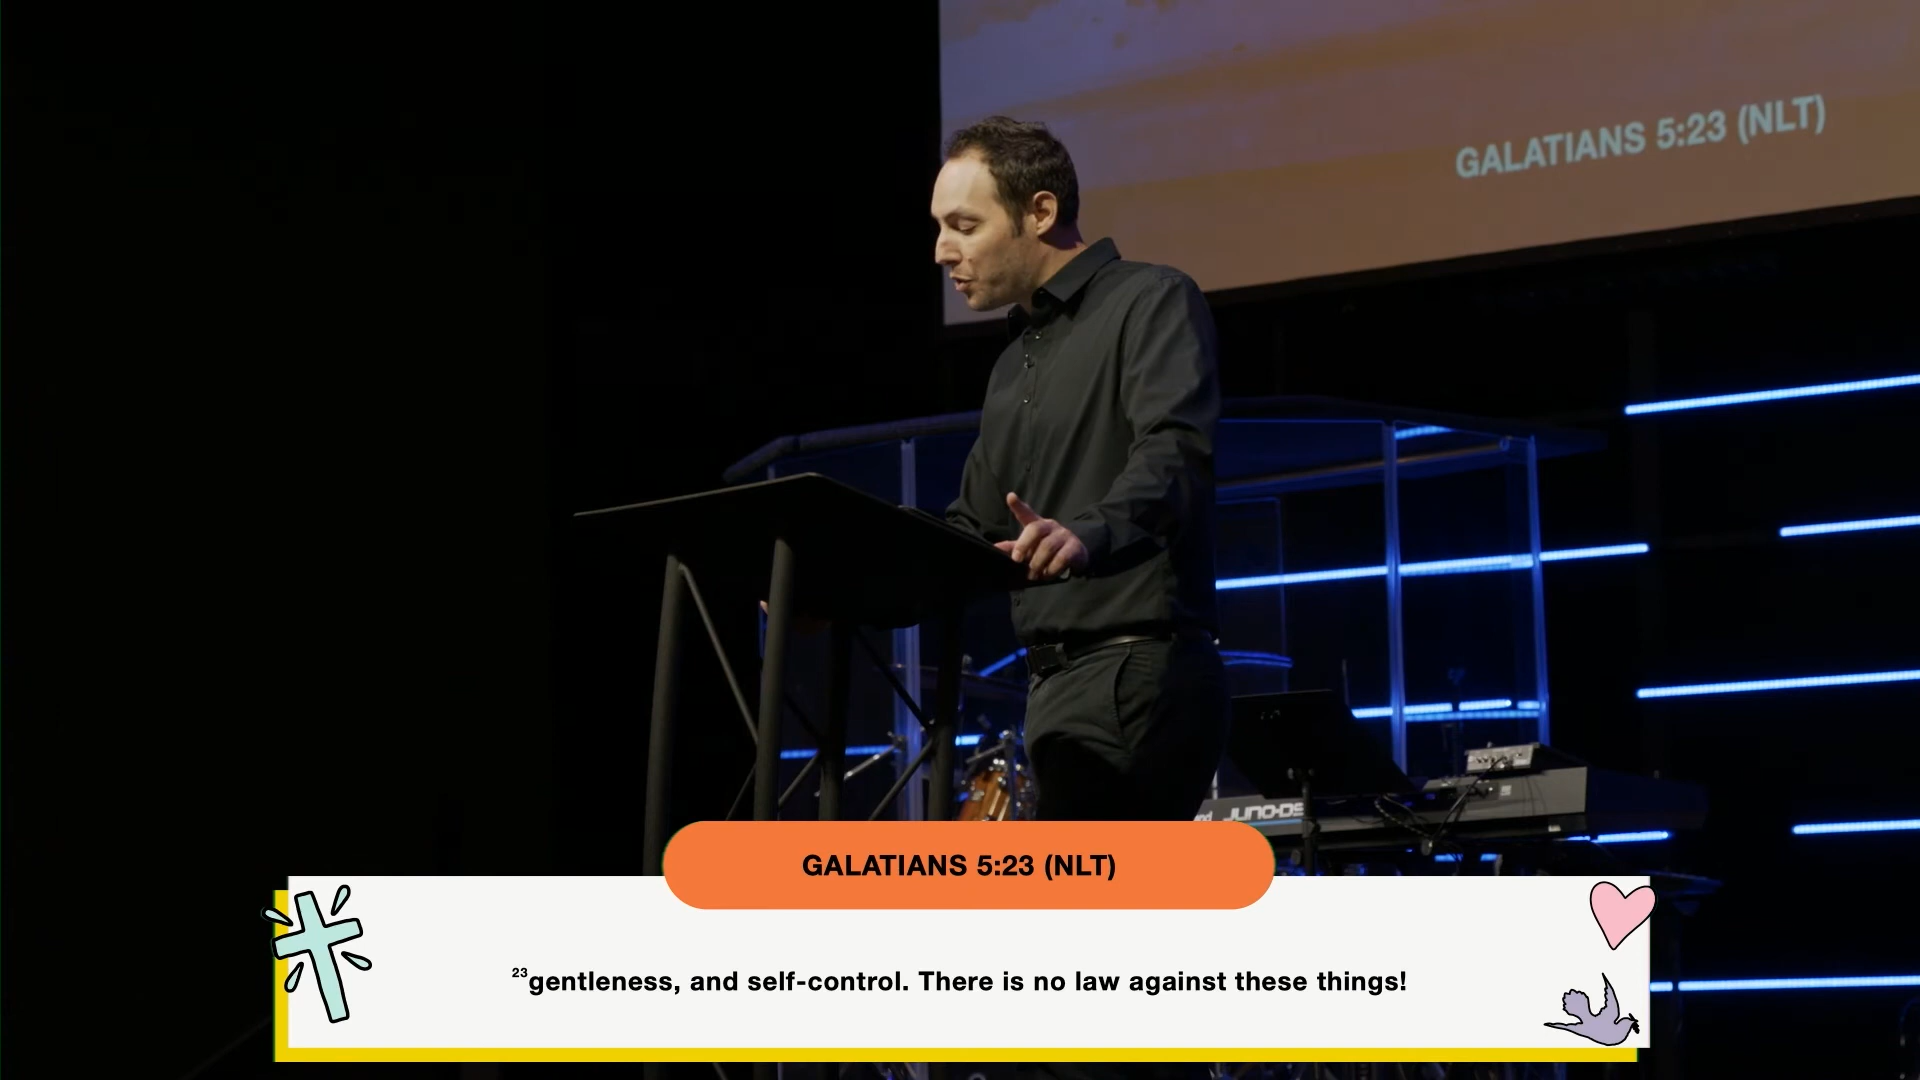 GALATIANS 5:23 (NLT)
JUNO-DS
GALATIANS 5:23 (NLT)
23gentleness, and self-control. There is no law against these things!